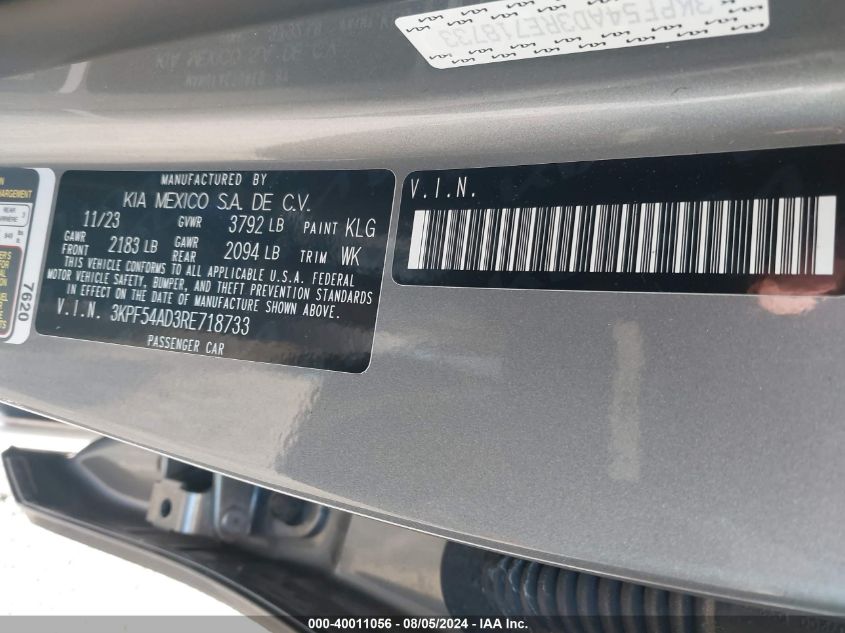 3KPF54AD3RE718733
MANUFACTURED BY
KIA MEXICO S.A. DE C.V.
11/23 GVWR 3792 LB PAINT KLG
GAWR FRONT 2183 LB GAWR REAR 2094 LB TRIM WK
THIS VEHICLE CONFORMS TO ALL APPLICABLE U.S.A. FEDERAL
MOTOR VEHICLE SAFETY, BUMPER, AND THEFT PREVENTION STANDARDS
IN EFFECT ON THE DATE OF MANUFACTURE SHOWN ABOVE.
V.I.N. 3KPF54AD3RE718733
PASSENGER CAR
V.I.N.
REAR
3
7620
000-40011056 - 08/05/2024 - IAA Inc.